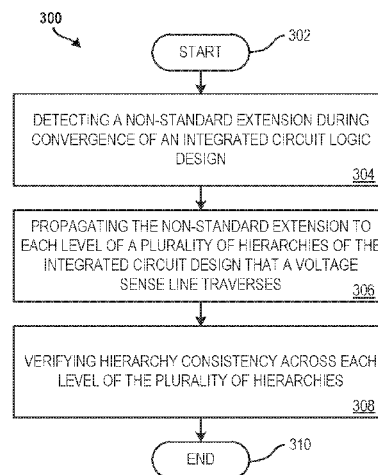 300
START
302
DETECTING A NON-STANDARD EXTENSION DURING
CONVERGENCE OF AN INTEGRATED CIRCUIT LOGIC
DESIGN
304
PROPAGATING THE NON-STANDARD EXTENSION TO
EACH LEVEL OF A PLURALITY OF HIERARCHIES OF THE
INTEGRATED CIRCUIT DESIGN THAT A VOLTAGE
SENSE LINE TRAVERSES
306
VERIFYING HIERARCHY CONSISTENCY ACROSS EACH
LEVEL OF THE PLURALITY OF HIERARCHIES
308
END
310